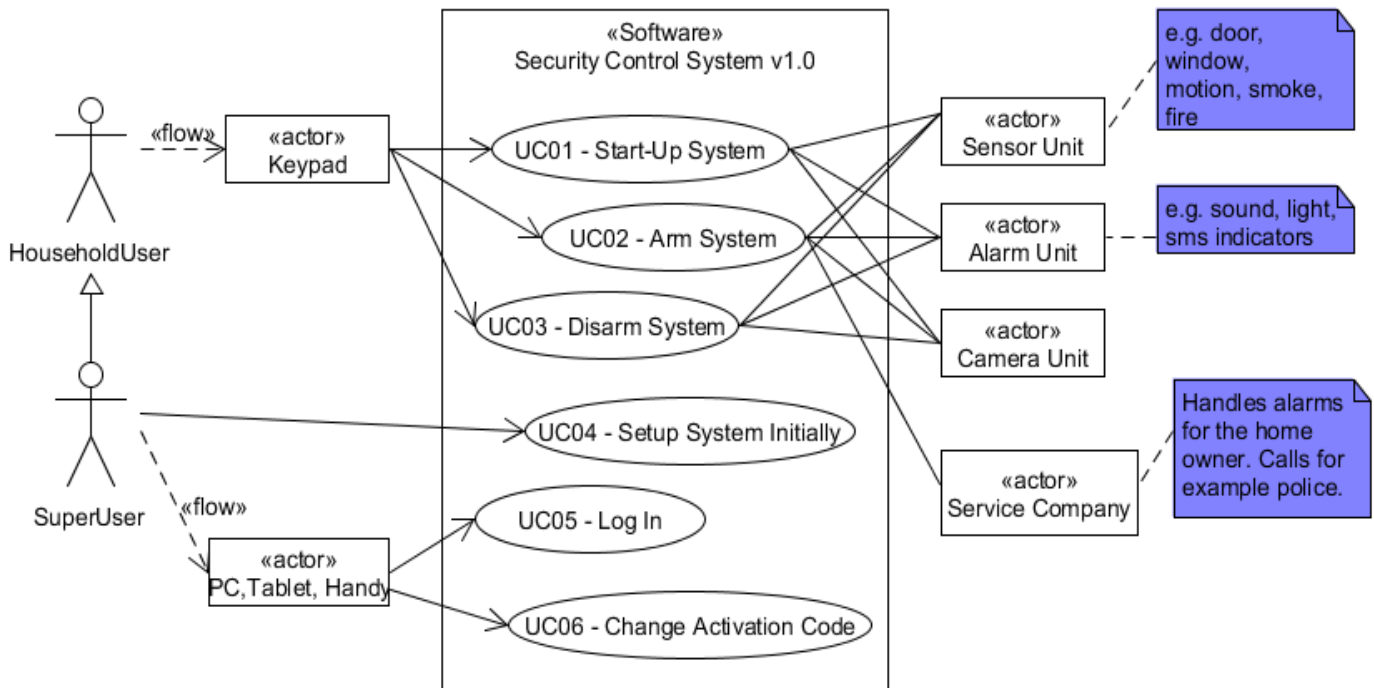 «Software»
Security Control System v1.0
e.g. door,
window,
motion, smoke,
fire
«flow»
«actor»
Keypad
UC01 - Start-Up System
«actor»
Sensor Unit
HouseholdUser
UC02 - Arm System
«actor»
Alarm Unit
e.g. sound, light,
sms indicators
UC03 - Disarm System
«actor»
Camera Unit
UC04 - Setup System Initially
Handles alarms
for the home
owner. Calls for
example police.
SuperUser
«flow»
UC05 - Log In
«actor»
Service Company
«actor»
PC,Tablet, Handy
UC06 - Change Activation Code